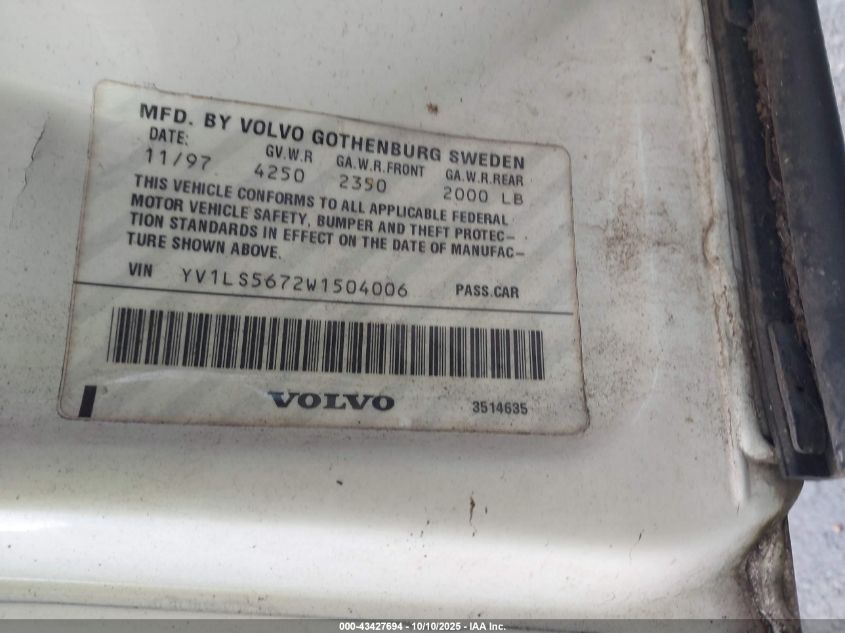 MFD. BY VOLVO GOTHENBURG SWEDEN
DATE: GV.W.R GA.W.R.FRONT GA.W.R.REAR
11/97 4250 2350 2000 LB
THIS VEHICLE CONFORMS TO ALL APPLICABLE FEDERAL
MOTOR VEHICLE SAFETY, BUMPER AND THEFT PROTEC-
TION STANDARDS IN EFFECT ON THE DATE OF MANUFAC-
TURE SHOWN ABOVE.
VIN YV1LS5672W1504006 PASS.CAR
VOLVO 3514635
000-43427694 - 10/10/2025 - IAA Inc.